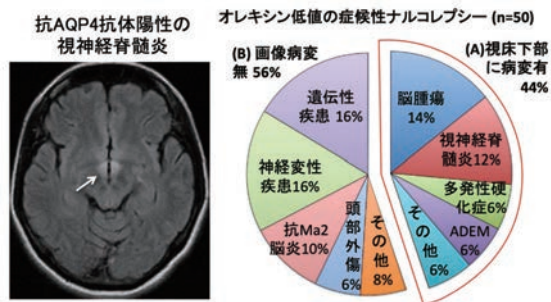 抗AQP4抗体陽性の
視神経脊髄炎
オレキシン低値の症候性ナルコレプシー (n=50)
(B) 画像病変
無 56%
(A)視床下部
に病変有
44%
遺伝性
疾患 16%
神経変性
疾患16%
抗Ma2
脳炎10%
頭部外傷
6%
その他
8%
脳腫瘍
14%
視神経脊
髄炎12%
多発性硬
化症6%
ADEM
6%
その他
6%